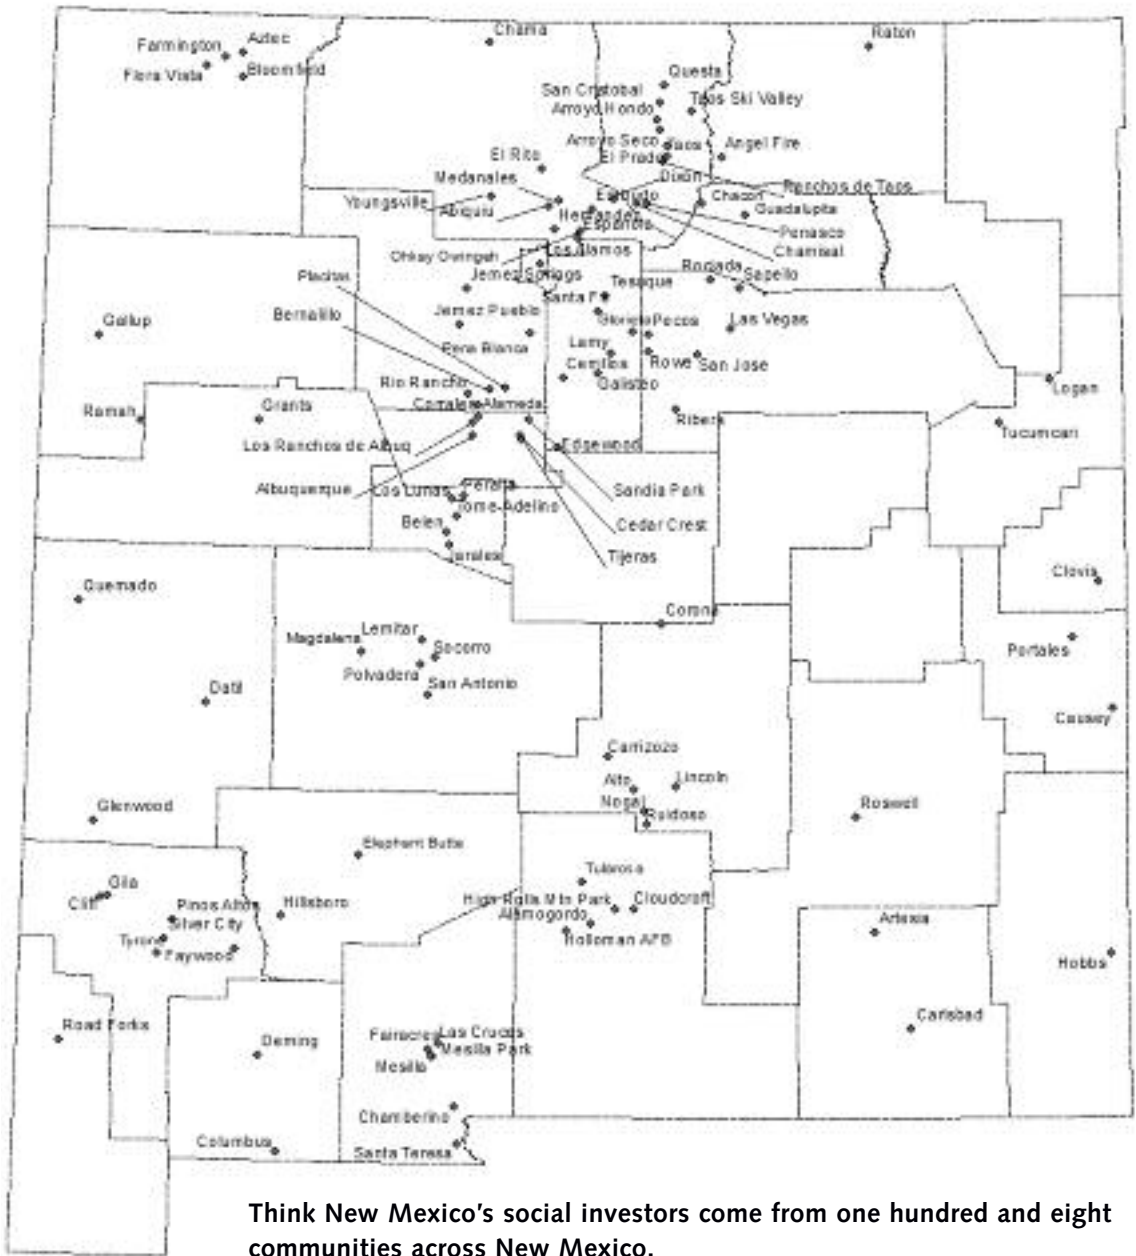 Chama
Raton
Aztec
Farmington
Flora Vista
Bloomfield
Questa
San Cristobal
Taos Ski Valley
Arroyo Hondo
Arroyo Seco
Taos
Angel Fire
El Prado
El Rito
Dixon
Medanales
Ranchos de Taos
Youngsville
Abiquiu
Embudo
Chacon
Guadalupita
Hernandez
Espanola
Penasco
Chamisal
Ohkay Owingeh
Los Alamos
Jemez Springs
Placitas
Tesuque
Rociada
Sapello
Santa Fe
Bernalillo
Jemez Pueblo
Glorieta
Pecos
Las Vegas
Gallup
Pena Blanca
Lamy
Cerrillos
Rowe
San Jose
Galisteo
Rio Rancho
Logan
Corrales
Alameda
Ramah
Grants
Ribera
Tucumcari
Los Ranchos de Albuq
Edgewood
Albuquerque
Los Lunas
Peralta
Sandia Park
Tome-Adelino
Belen
Cedar Crest
Jarales
Tijeras
Clovis
Quemado
Corona
Magdalena
Lemitar
Socorro
Portales
Polvadera
San Antonio
Datil
Causey
Carrizozo
Alto
Lincoln
Nogal
Ruidoso
Roswell
Glenwood
Elephant Butte
Tularosa
Gila
Cliff
Pinos Altos
Hillsboro
High Rolls Mtn Park
Cloudcroft
Alamogordo
Silver City
Artesia
Tyrone
Faywood
Holloman AFB
Hobbs
Road Forks
Carlsbad
Deming
Fairacres
Las Cruces
Mesilla Park
Mesilla
Chamberino
Columbus
Santa Teresa
Think New Mexico's social investors come from one hundred and eight
communities across New Mexico.